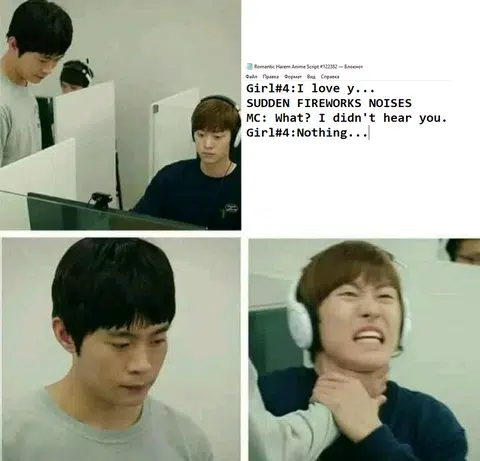 Romantic Harem Anime Script #122382 — Блокнот
Файл Правка Формат Вид Справка
Girl#4:I love y...
SUDDEN FIREWORKS NOISES
MC: What? I didn't hear you.
Girl#4:Nothing...